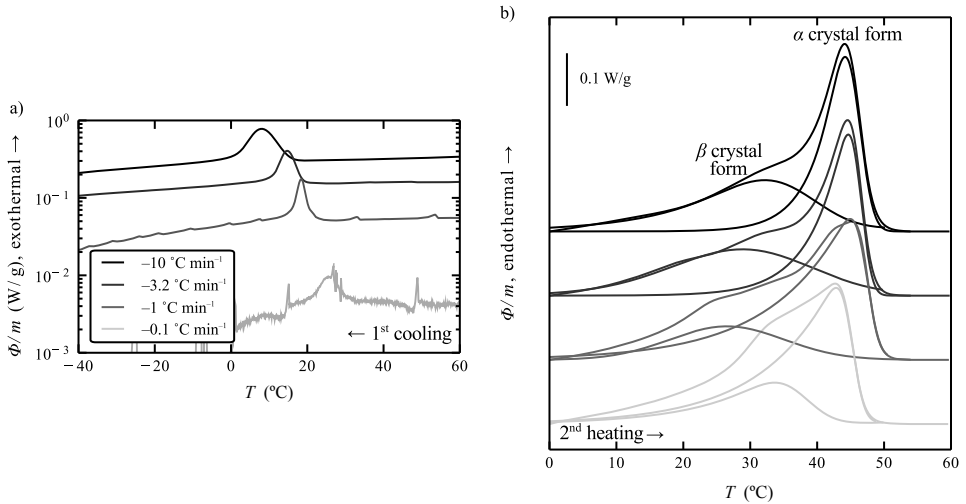 a)
Φ/m (W/g), exothermal →
10⁰
10⁻¹
10⁻²
10⁻³
−10 ˚C min⁻¹
−3.2 ˚C min⁻¹
−1 ˚C min⁻¹
−0.1 ˚C min⁻¹
← 1ˢᵗ cooling
−40 −20 0 20 40 60
T (ºC)
b)
Φ/m, endothermal →
0.1 W/g
α crystal form
β crystal
form
2ⁿᵈ heating →
0 10 20 30 40 50 60
T (ºC)